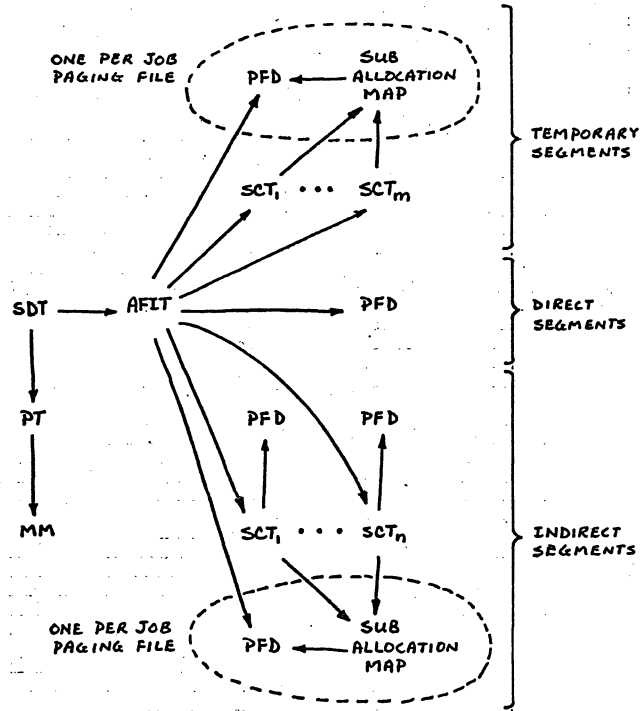 ONE PER JOB
PAGING FILE
PFD
SUB
ALLOCATION
MAP
TEMPORARY
SEGMENTS
SCT1 ... SCTm
SDT
AFIT
PFD
DIRECT
SEGMENTS
PT
PFD
PFD
MM
SCT1 ... SCTn
INDIRECT
SEGMENTS
ONE PER JOB
PAGING FILE
PFD
SUB
ALLOCATION
MAP